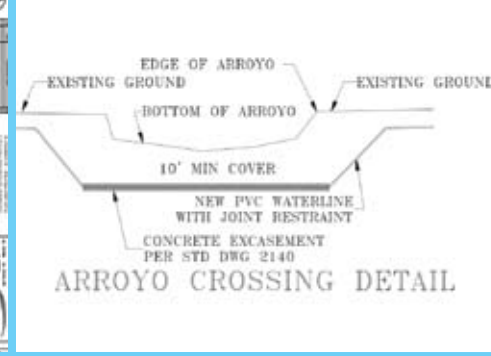 EDGE OF ARROYO
EXISTING GROUND
EXISTING GROUND
BOTTOM OF ARROYO
10' MIN COVER
NEW PVC WATERLINE
WITH JOINT RESTRAINT
CONCRETE EXCASEMENT
PER STD DWG 2140
ARROYO CROSSING DETAIL